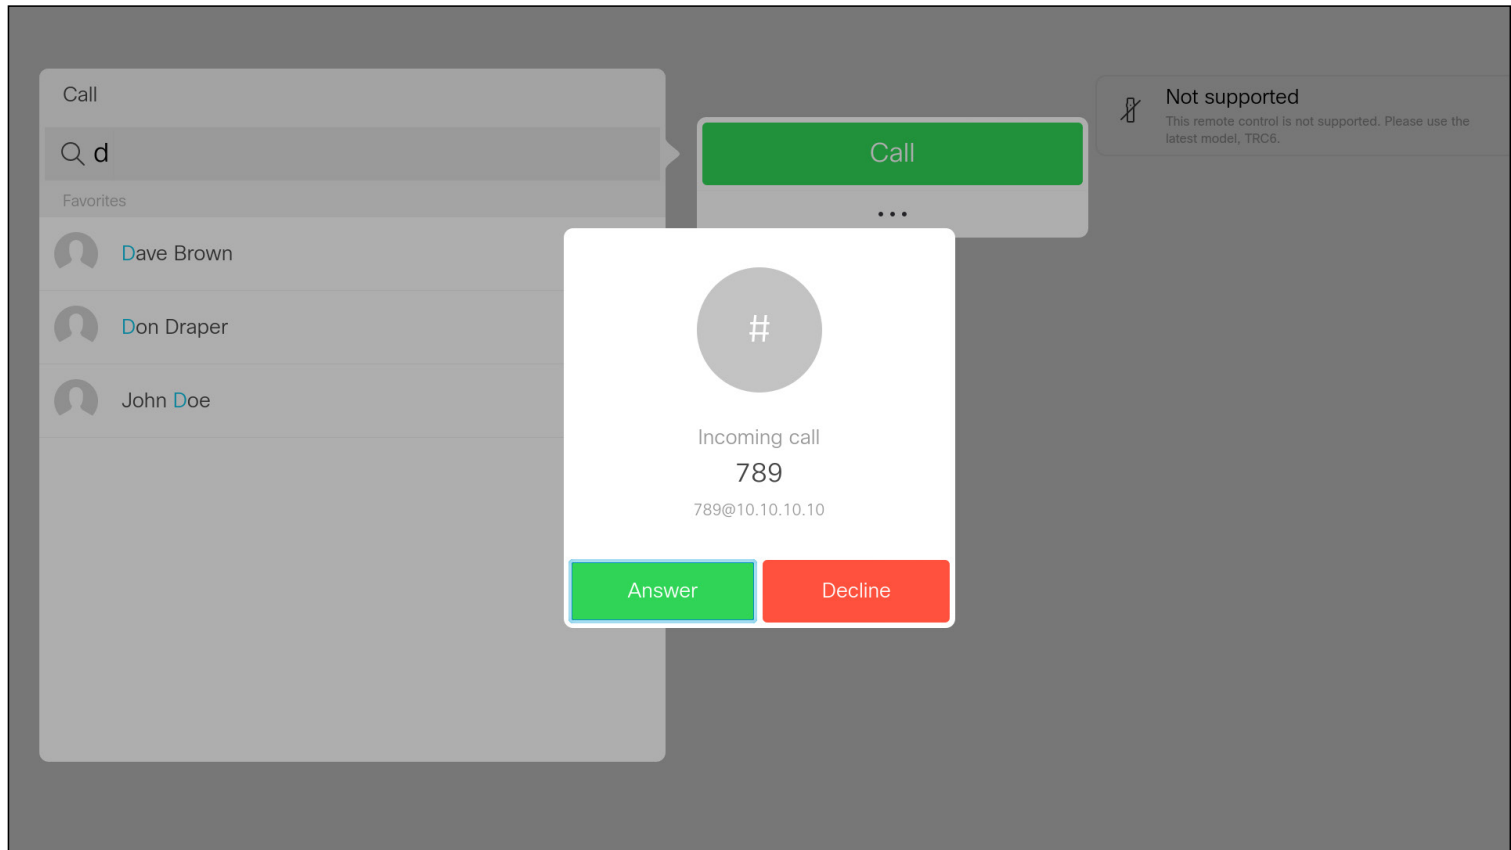 Call
d
Favorites
Dave Brown
Don Draper
John Doe
Call
...
Not supported
This remote control is not supported. Please use the
latest model, TRC6.
#
Incoming call
789
789@10.10.10.10
Answer
Decline